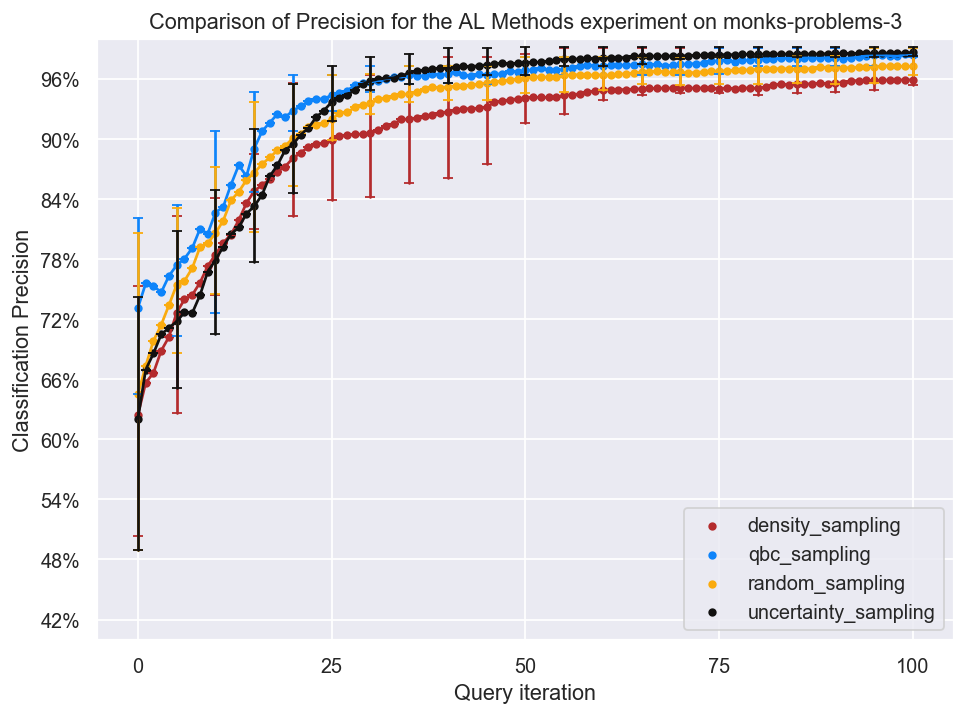 Comparison of Precision for the AL Methods experiment on monks-problems-3
Classification Precision
96%
90%
84%
78%
72%
66%
60%
54%
48%
42%
density_sampling
qbc_sampling
random_sampling
uncertainty_sampling
0 25 50 75 100
Query iteration